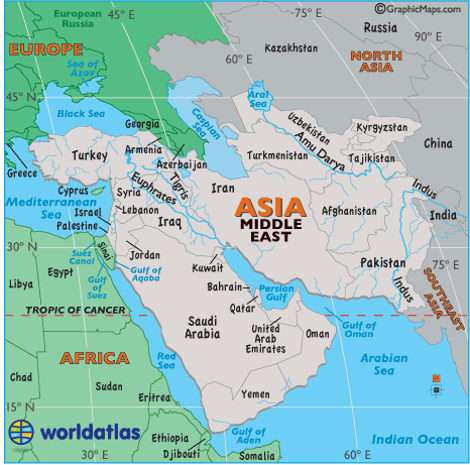 ©GraphicMaps.com
European
Russia
45° E
75° E
Russia
90° E
EUROPE
Sea of
Azov
60° E
Kazakhstan
NORTH
ASIA
45° N
45° N
Black Sea
Georgia
Caspian
Sea
Aral
Sea
Uzbekistan
Kyrgyzstan
China
Armenia
Azerbaijan
Turkmenistan
Amu Darya
Tajikistan
Greece
Turkey
Tigris
Euphrates
Indus
Cyprus
Syria
Iran
ASIA
MIDDLE
EAST
Afghanistan
India
Mediterranean
Sea
Lebanon
Israel
Palestine
Iraq
30° N
Suez
Canal
Sinai
Jordan
Gulf of
Aqaba
Kuwait
Pakistan
Indus
75° E
SOUTHEAST
ASIA
Egypt
Gulf
of
Suez
Bahrain
Persian
Gulf
Libya
Qatar
TROPIC OF CANCER
Saudi
Arabia
United
Arab
Emirates
Oman
Gulf of
Oman
AFRICA
Red
Sea
Arabian
Sea
Chad
Sudan
Eritrea
Yemen
N
15° N
worldatlas
Gulf of
Aden
Indian Ocean
Ethiopia
30° E
Djibouti
Somalia
60° E